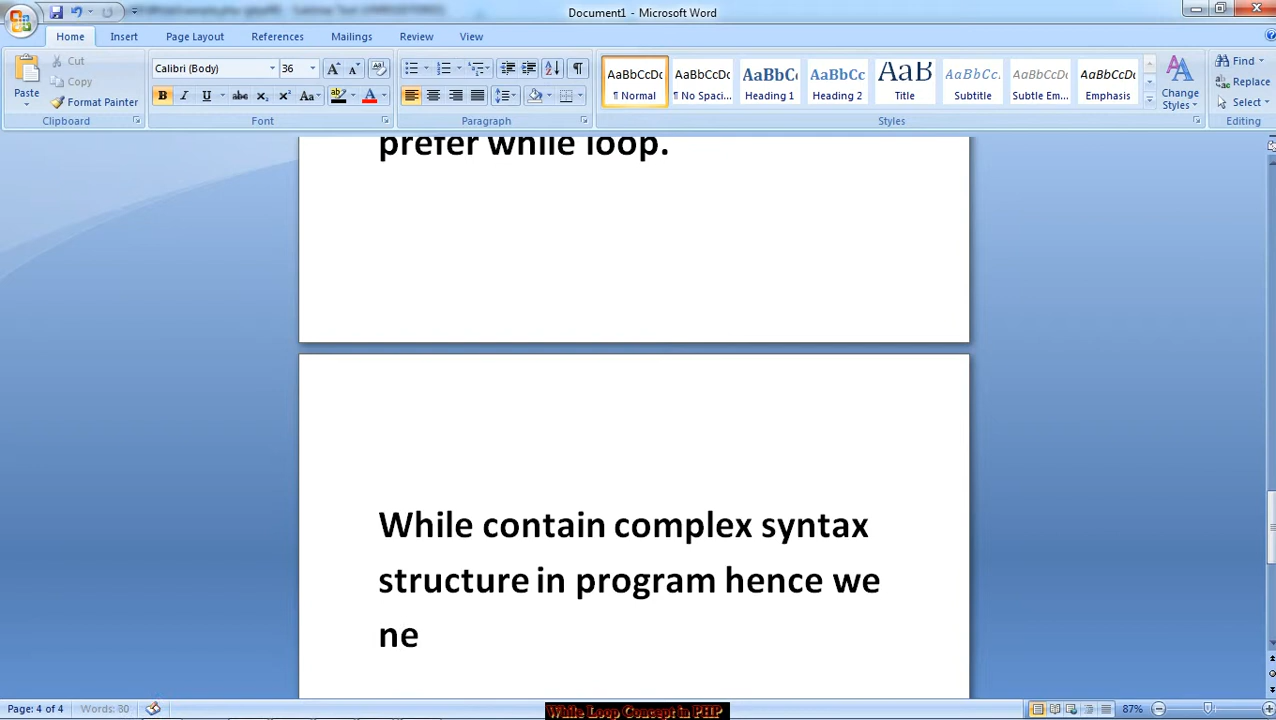 Document1 - Microsoft Word
Home Insert Page Layout References Mailings Review View
Paste
Cut
Copy
Format Painter
Clipboard
Calibri (Body) 36
Font
Paragraph
AaBbCcDc AaBbCcDc AaBbC AaBbCc AaB AaBbCc. AaBbCcDc AaBbCcDc
¶ Normal ¶ No Spaci... Heading 1 Heading 2 Title Subtitle Subtle Em... Emphasis
Styles
Change
Styles
Find
Replace
Select
Editing
prefer while loop.
While contain complex syntax
structure in program hence we
ne
Page: 4 of 4 Words: 80
While Loop Concept in PHP
87%